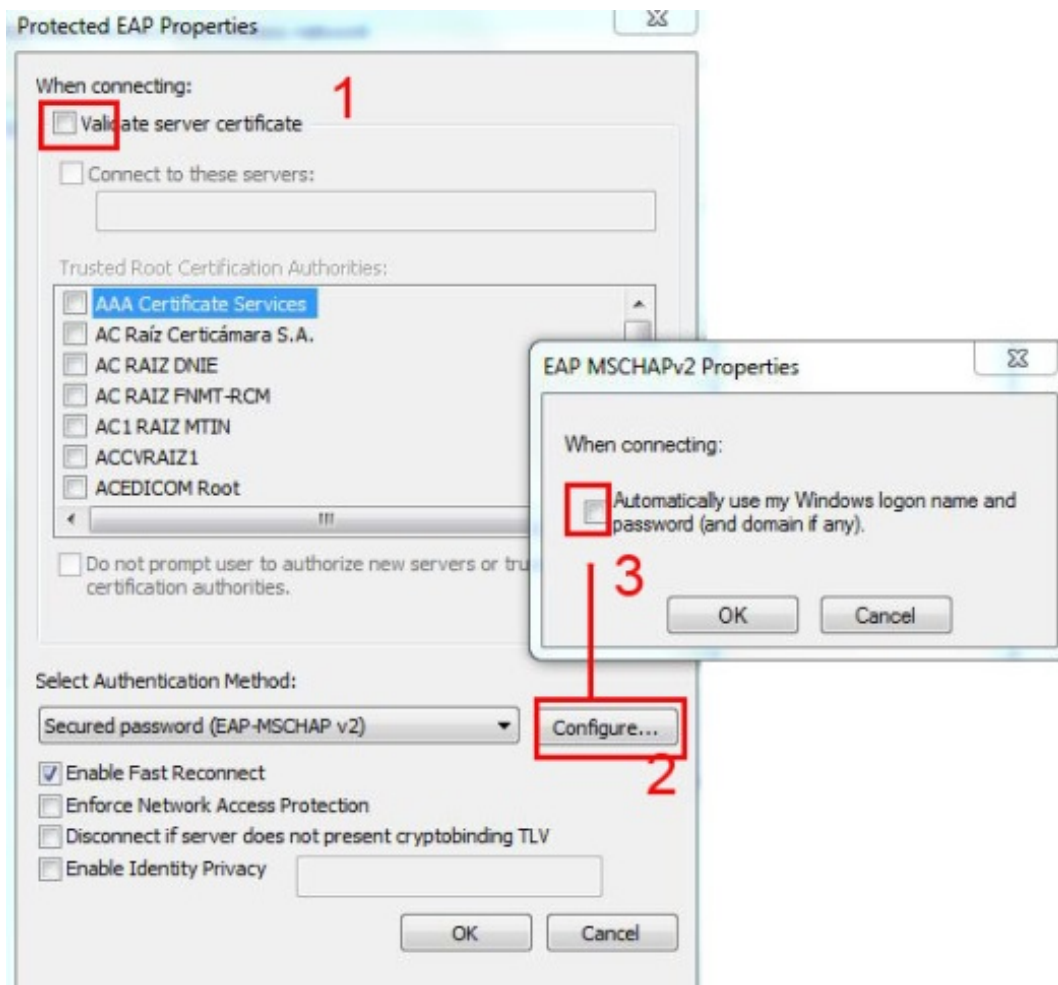 Protected EAP Properties
When connecting:
1
Validate server certificate
Connect to these servers:
Trusted Root Certification Authorities:
AAA Certificate Services
AC Raíz Certicámara S.A.
AC RAIZ DNIE
AC RAIZ FNMT-RCM
AC1 RAIZ MTIN
ACCVRAIZ1
ACEDICOM Root
Do not prompt user to authorize new servers or
certification authorities.
EAP MSCHAPv2 Properties
When connecting:
Automatically use my Windows logon name and
password (and domain if any).
3
OK Cancel
Select Authentication Method:
Secured password (EAP-MSCHAP v2)
Configure...
2
Enable Fast Reconnect
Enforce Network Access Protection
Disconnect if server does not present cryptobinding TLV
Enable Identity Privacy
OK Cancel